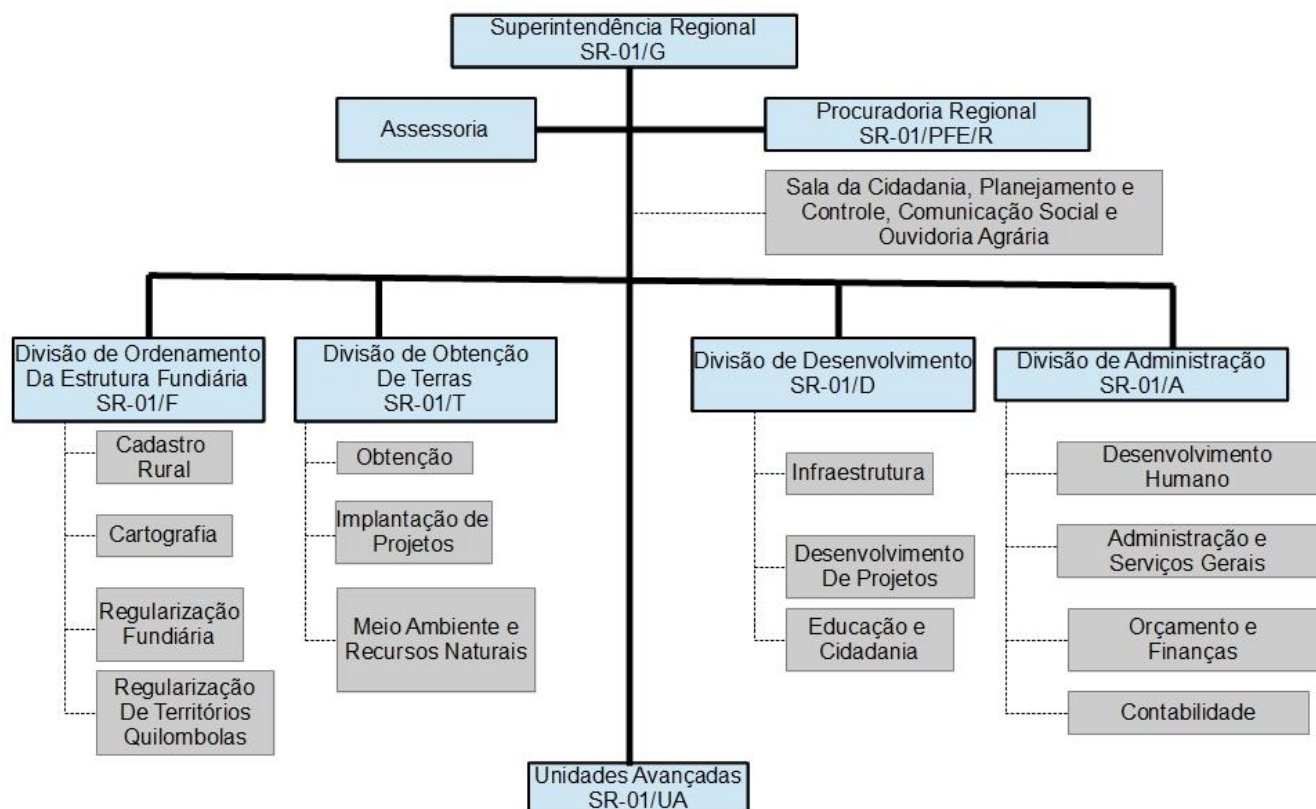 Superintendência Regional
SR-01/G
Assessoria
Procuradoria Regional
SR-01/PFE/R
Sala da Cidadania, Planejamento e
Controle, Comunicação Social e
Ouvidoria Agrária
Divisão de Ordenamento
Da Estrutura Fundiária
SR-01/F
Cadastro
Rural
Cartografia
Regularização
Fundiária
Regularização
De Territórios
Quilombolas
Divisão de Obtenção
De Terras
SR-01/T
Obtenção
Implantação de
Projetos
Meio Ambiente e
Recursos Naturais
Divisão de Desenvolvimento
SR-01/D
Infraestrutura
Desenvolvimento
De Projetos
Educação e
Cidadania
Divisão de Administração
SR-01/A
Desenvolvimento
Humano
Administração e
Serviços Gerais
Orçamento e
Finanças
Contabilidade
Unidades Avançadas
SR-01/UA